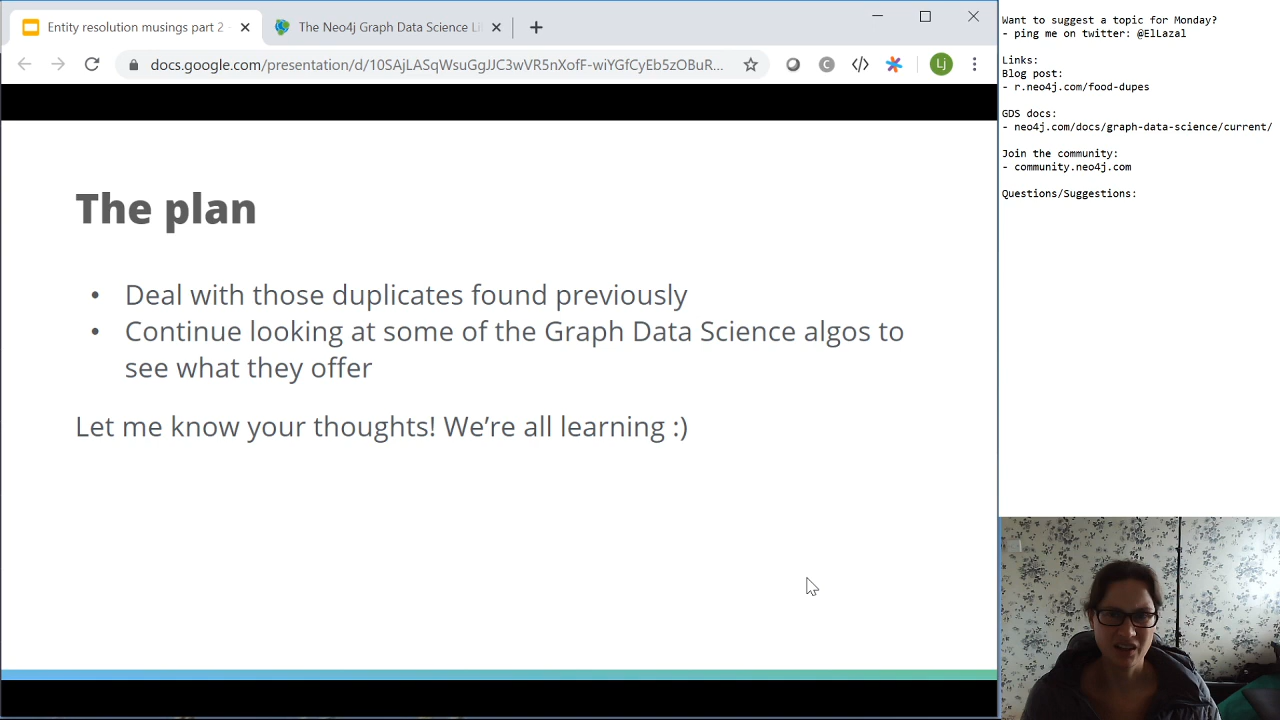 Entity resolution musings part 2 -
The Neo4j Graph Data Science Li
docs.google.com/presentation/d/10SAjLASqWsuGgJJC3wVR5nXofF-wiYGfCyEb5zOBuR...
C
Lj
The plan
• Deal with those duplicates found previously
• Continue looking at some of the Graph Data Science algos to
see what they offer
Let me know your thoughts! We’re all learning :)
Want to suggest a topic for Monday?
- ping me on twitter: @ElLazal
Links:
Blog post:
- r.neo4j.com/food-dupes
GDS docs:
- neo4j.com/docs/graph-data-science/current/
Join the community:
- community.neo4j.com
Questions/Suggestions: